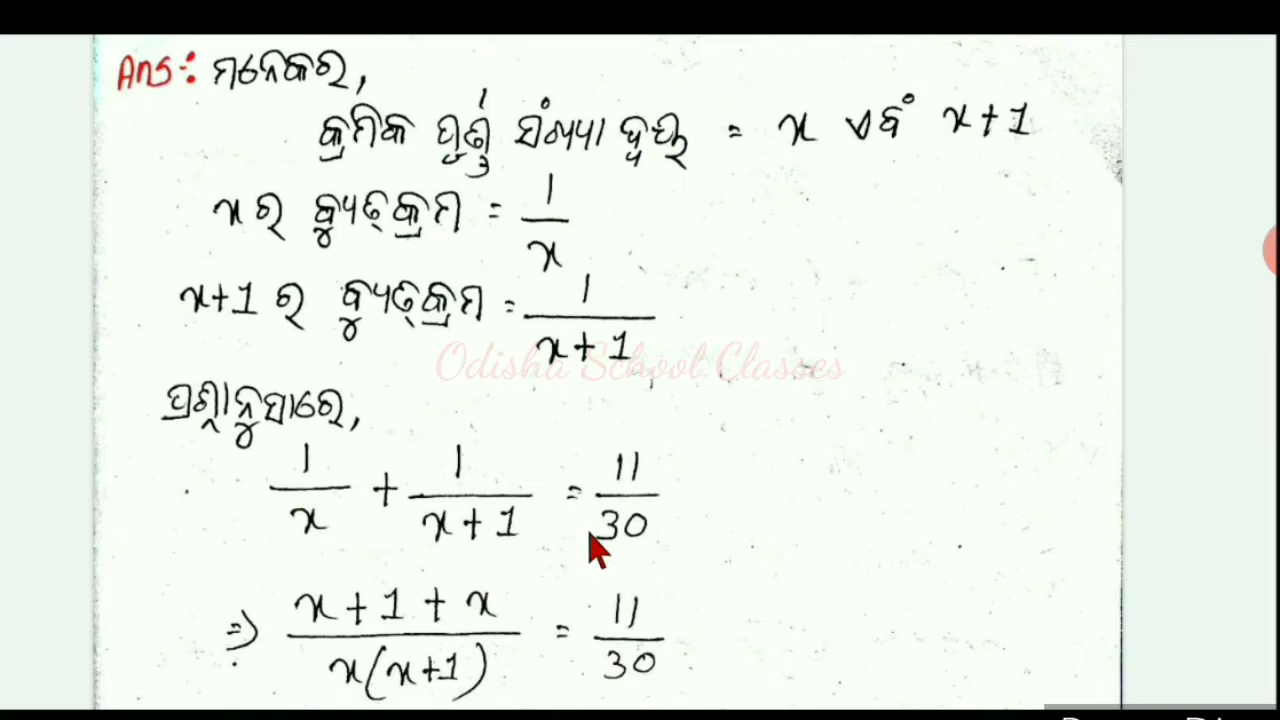 Ans:- ମନେକର,
କ୍ରମିକ ପୂର୍ଣ୍ଣ ସଂଖ୍ୟା ଦ୍ୱୟ = x ଏବଂ x+1
x ର ବ୍ୟୁତ୍କ୍ରମ = 1/x
x+1 ର ବ୍ୟୁତ୍କ୍ରମ = 1/(x+1)
Odisha School Classes
ପ୍ରଶ୍ନାନୁସାରେ,
1/x + 1/(x+1) = 11/30
⇒ (x+1+x)/(x(x+1)) = 11/30